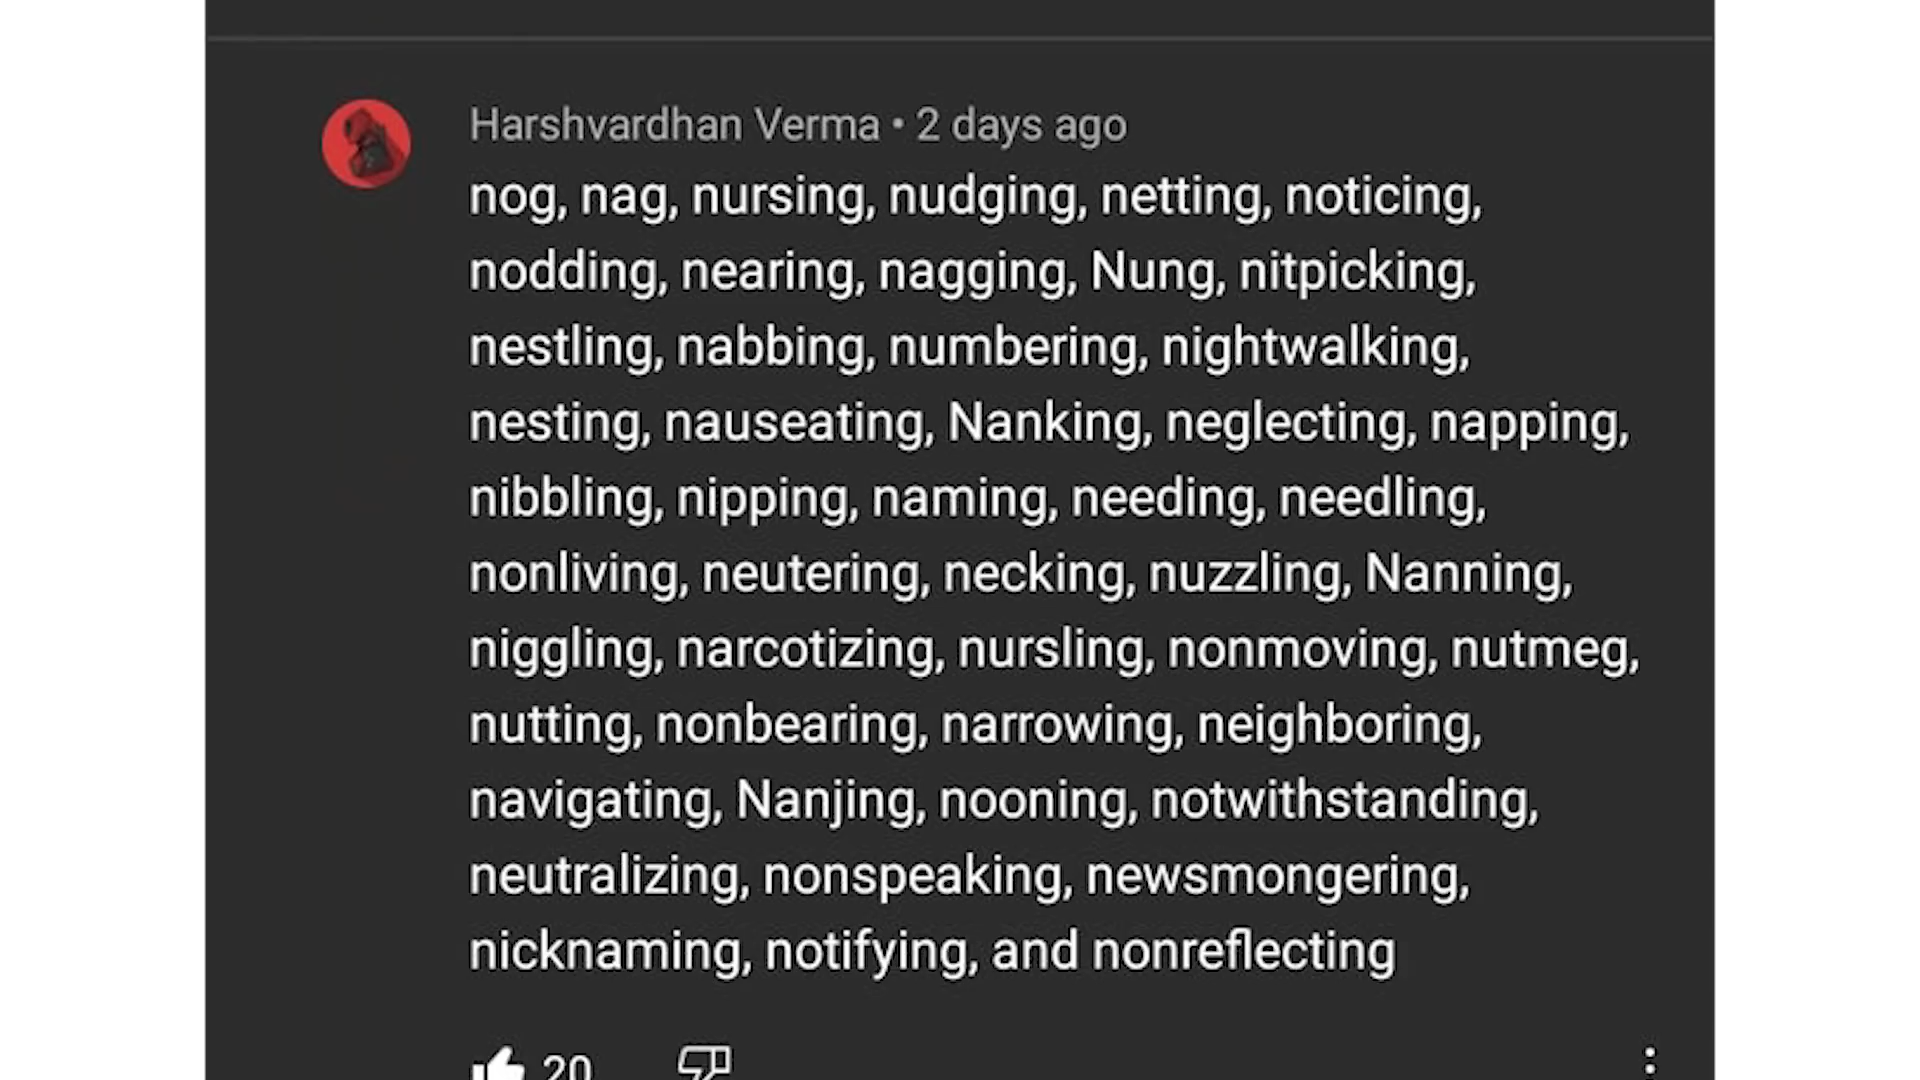 Harshvardhan Verma • 2 days ago
nog, nag, nursing, nudging, netting, noticing,
nodding, nearing, nagging, Nung, nitpicking,
nestling, nabbing, numbering, nightwalking,
nesting, nauseating, Nanking, neglecting, napping,
nibbling, nipping, naming, needing, needling,
nonliving, neutering, necking, nuzzling, Nanning,
niggling, narcotizing, nursling, nonmoving, nutmeg,
nutting, nonbearing, narrowing, neighboring,
navigating, Nanjing, nooning, notwithstanding,
neutralizing, nonspeaking, newsmongering,
nicknaming, notifying, and nonreflecting
20